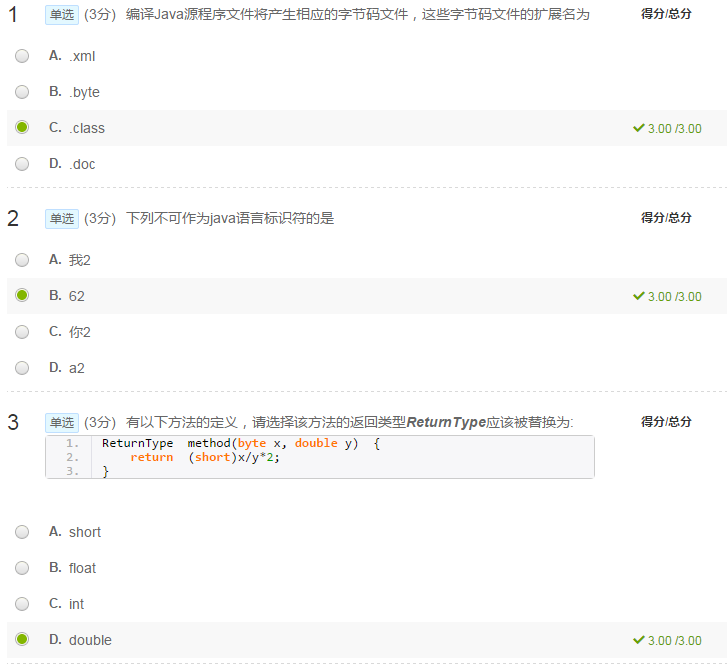 1 单选 (3分) 编译Java源程序文件将产生相应的字节码文件，这些字节码文件的扩展名为 得分/总分
A. .xml
B. .byte
C. .class 3.00 /3.00
D. .doc
2 单选 (3分) 下列不可作为java语言标识符的是 得分/总分
A. 我2
B. 62 3.00 /3.00
C. 你2
D. a2
3 单选 (3分) 有以下方法的定义，请选择该方法的返回类型ReturnType应该被替换为: 得分/总分
1. ReturnType method(byte x, double y) {
2. return (short)x/y*2;
3. }
A. short
B. float
C. int
D. double 3.00 /3.00